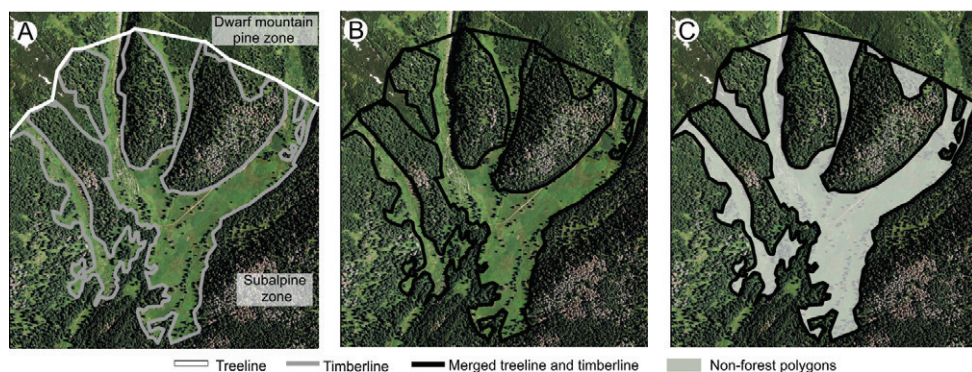 A
Dwarf mountain
pine zone
Subalpine
zone
B
C
Treeline
Timberline
Merged treeline and timberline
Non-forest polygons